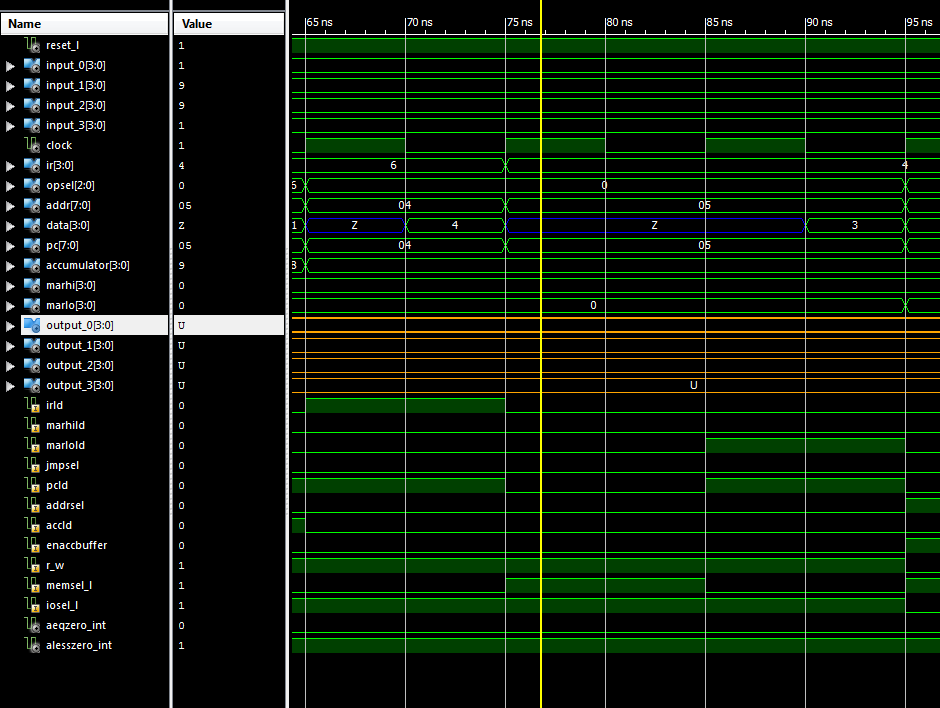 Name Value 65 ns 70 ns 75 ns 80 ns 85 ns 90 ns 95 ns
reset_l 1
input_0[3:0] 1
input_1[3:0] 9
input_2[3:0] 9
input_3[3:0] 1
clock 1
ir[3:0] 4 6 4
opsel[2:0] 0 6 0
addr[7:0] 05 04 05
data[3:0] Z 1 Z 4 Z 3
pc[7:0] 05 04 05
accumulator[3:0] 9 8
marhi[3:0] 0
marlo[3:0] 0 0
output_0[3:0] U
output_1[3:0] U
output_2[3:0] U
output_3[3:0] U U
irld 0
marhild 0
marlold 0
jmpsel 0
pcld 0
addrsel 0
accld 0
enaccbuffer 0
r_w 1
memsel_l 1
iosel_l 1
aeqzero_int 0
alesszero_int 1